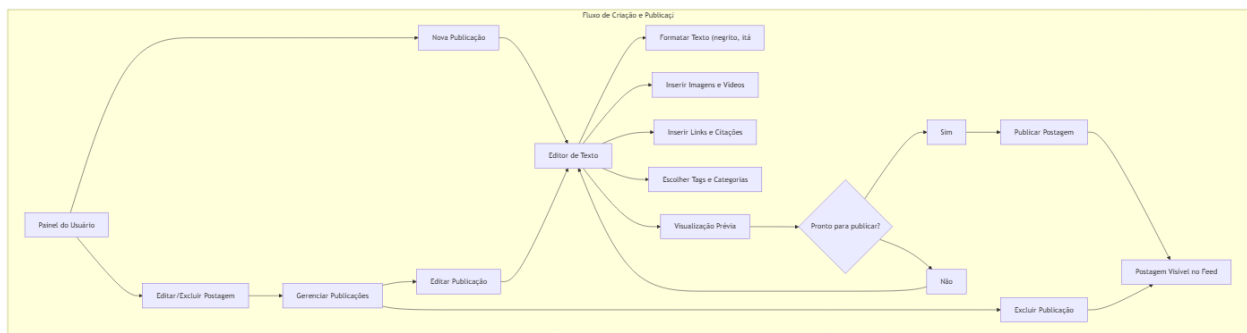 Fluxo de Criação e Publicaçi
Nova Publicação
Formatar Texto (negrito, itá
Inserir Imagens e Vídeos
Inserir Links e Citações
Sim
Publicar Postagem
Editor de Texto
Escolher Tags e Categorias
Painel do Usuário
Visualização Prévia
Pronto para publicar?
Postagem Visível no Feed
Editar/Excluir Postagem
Gerenciar Publicações
Editar Publicação
Não
Excluir Publicação